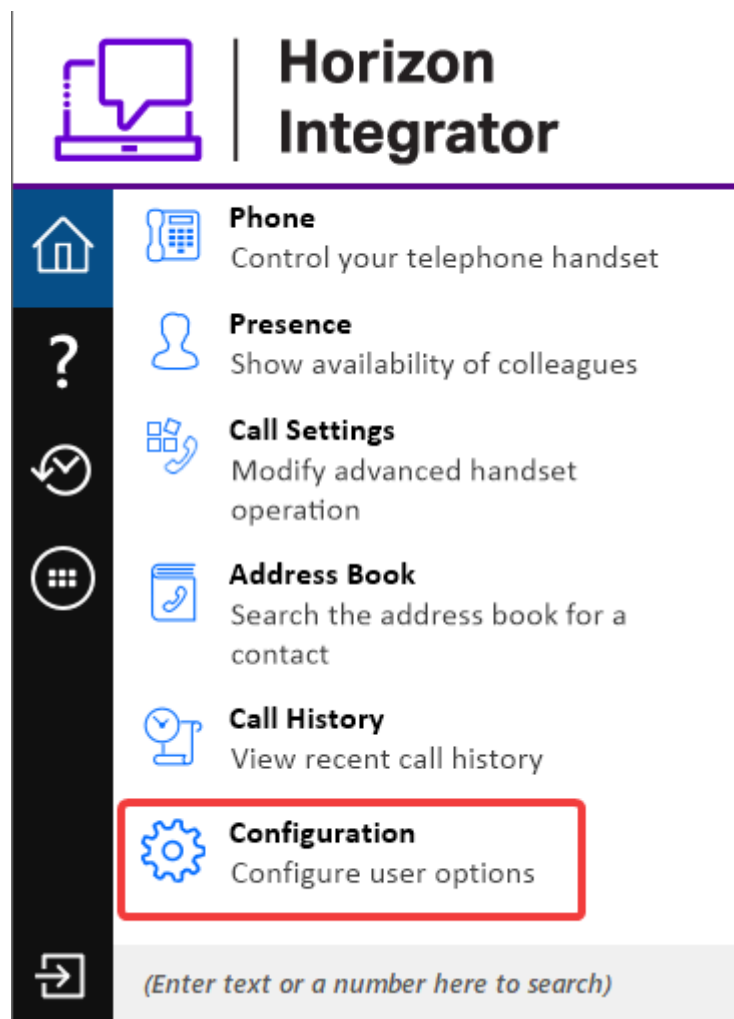 Horizon
Integrator
Phone
Control your telephone handset
Presence
Show availability of colleagues
Call Settings
Modify advanced handset
operation
Address Book
Search the address book for a
contact
Call History
View recent call history
Configuration
Configure user options
(Enter text or a number here to search)